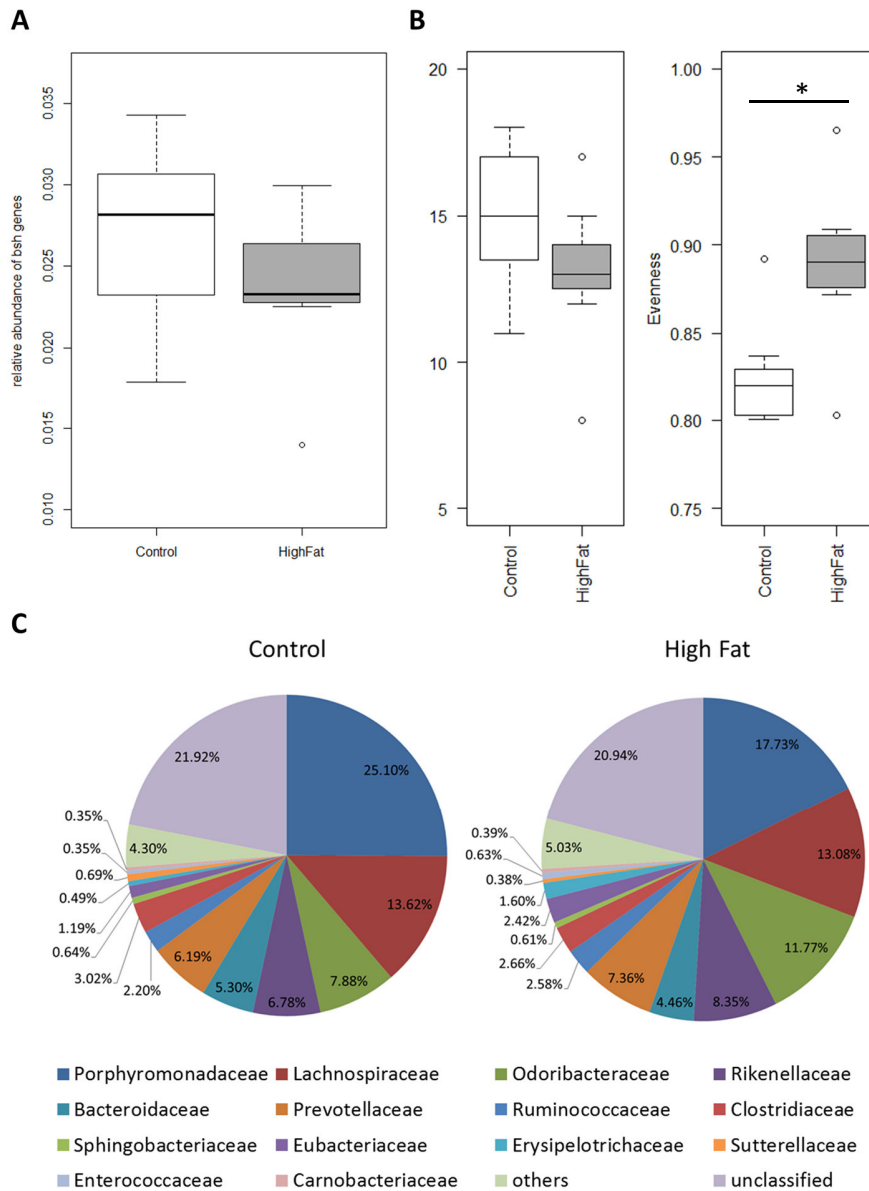 A
relative abundance of bsh genes
0.035
0.030
0.025
0.020
0.015
0.010
Control
HighFat
B
20
15
10
5
Control
HighFat
Evenness
1.00
0.95
0.90
0.85
0.80
0.75
*
Control
HighFat
C
Control
25.10%
13.62%
7.88%
6.78%
5.30%
6.19%
2.20%
3.02%
0.64%
1.19%
0.49%
0.69%
0.35%
0.35%
4.30%
21.92%
High Fat
17.73%
13.08%
11.77%
8.35%
4.46%
7.36%
2.58%
2.66%
0.61%
2.42%
1.60%
0.38%
0.63%
0.39%
5.03%
20.94%
Porphyromonadaceae Lachnospiraceae Odoribacteraceae Rikenellaceae
Bacteroidaceae Prevotellaceae Ruminococcaceae Clostridiaceae
Sphingobacteriaceae Eubacteriaceae Erysipelotrichaceae Sutterellaceae
Enterococcaceae Carnobacteriaceae others unclassified